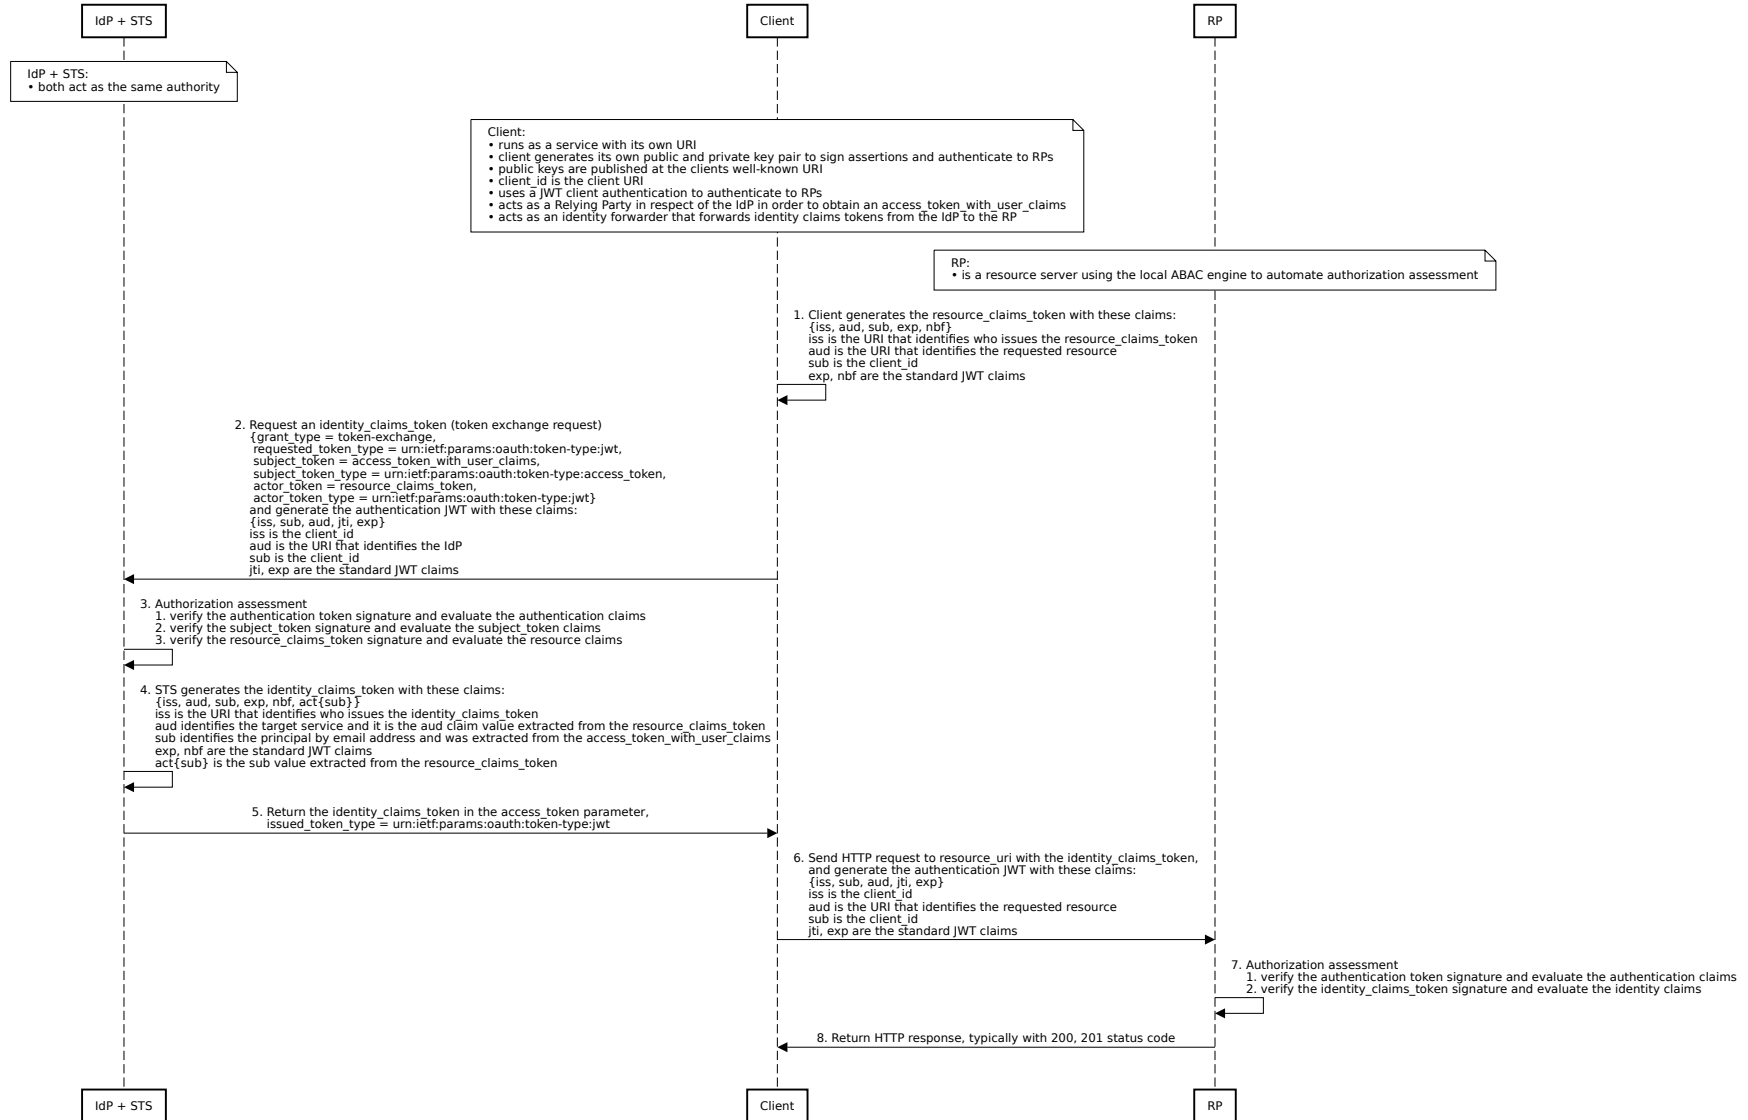 IdP + STS
Client
RP
IdP + STS:
• both act as the same authority
Client:
• runs as a service with its own URI
• client generates its own public and private key pair to sign assertions and authenticate to RPs
• public keys are published at the clients well-known URI
• client_id is the client URI
• uses a JWT client authentication to authenticate to RPs
• acts as a Relying Party in respect of the IdP in order to obtain an access_token_with_user_claims
• acts as an identity forwarder that forwards identity claims tokens from the IdP to the RP
RP:
• is a resource server using the local ABAC engine to automate authorization assessment
1. Client generates the resource_claims_token with these claims:
{iss, aud, sub, exp, nbf}
iss is the URI that identifies who issues the resource_claims_token
aud is the URI that identifies the requested resource
sub is the client_id
exp, nbf are the standard JWT claims
2. Request an identity_claims_token (token exchange request)
{grant_type = token-exchange,
requested_token_type = urn:ietf:params:oauth:token-type:jwt,
subject_token = access_token_with_user_claims,
subject_token_type = urn:ietf:params:oauth:token-type:access_token,
actor_token = resource_claims_token,
actor_token_type = urn:ietf:params:oauth:token-type:jwt}
and generate the authentication JWT with these claims:
{iss, sub, aud, jti, exp}
iss is the client_id
aud is the URI that identifies the IdP
sub is the client_id
jti, exp are the standard JWT claims
3. Authorization assessment
1. verify the authentication token signature and evaluate the authentication claims
2. verify the subject_token signature and evaluate the subject_token claims
3. verify the resource_claims_token signature and evaluate the resource claims
4. STS generates the identity_claims_token with these claims:
{iss, aud, sub, exp, nbf, act{sub}}
iss is the URI that identifies who issues the identity_claims_token
aud identifies the target service and it is the aud claim value extracted from the resource_claims_token
sub identifies the principal by email address and was extracted from the access_token_with_user_claims
exp, nbf are the standard JWT claims
act{sub} is the sub value extracted from the resource_claims_token
5. Return the identity_claims_token in the access_token parameter,
issued_token_type = urn:ietf:params:oauth:token-type:jwt
6. Send HTTP request to resource_uri with the identity_claims_token,
and generate the authentication JWT with these claims:
{iss, sub, aud, jti, exp}
iss is the client_id
aud is the URI that identifies the requested resource
sub is the client_id
jti, exp are the standard JWT claims
7. Authorization assessment
1. verify the authentication token signature and evaluate the authentication claims
2. verify the identity_claims_token signature and evaluate the identity claims
8. Return HTTP response, typically with 200, 201 status code
IdP + STS
Client
RP